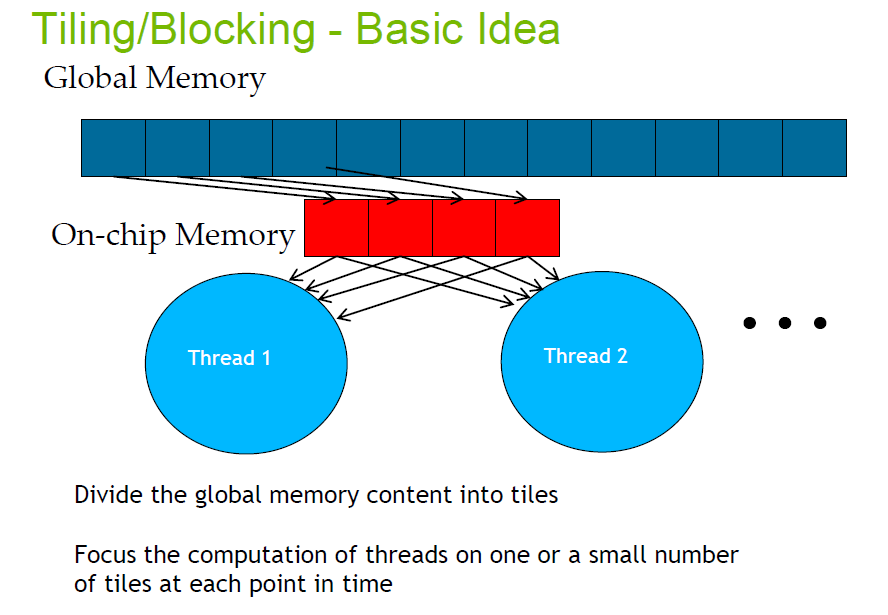 Tiling/Blocking - Basic Idea
Global Memory
On-chip Memory
Thread 1
Thread 2
Divide the global memory content into tiles
Focus the computation of threads on one or a small number
of tiles at each point in time